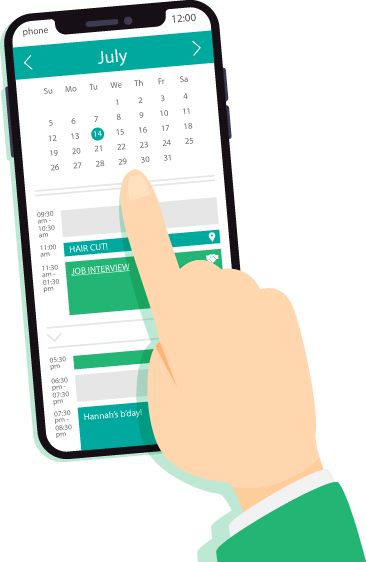 phone 12:00
July
Su Mo Tu We Th Fr Sa
1 2 3 4
5 6 7 8 9 10 11
12 13 14 15 16 17 18
19 20 21 22 23 24 25
26 27 28 29 30 31
09:30
am -
10:30
am
11:00
am
HAIR CUT!
11:30
am -
01:30
pm
JOB INTERVIEW
05:30
pm
06:30
pm -
07:30
pm
07:30
pm -
08:30
pm
Hannah's b'day!